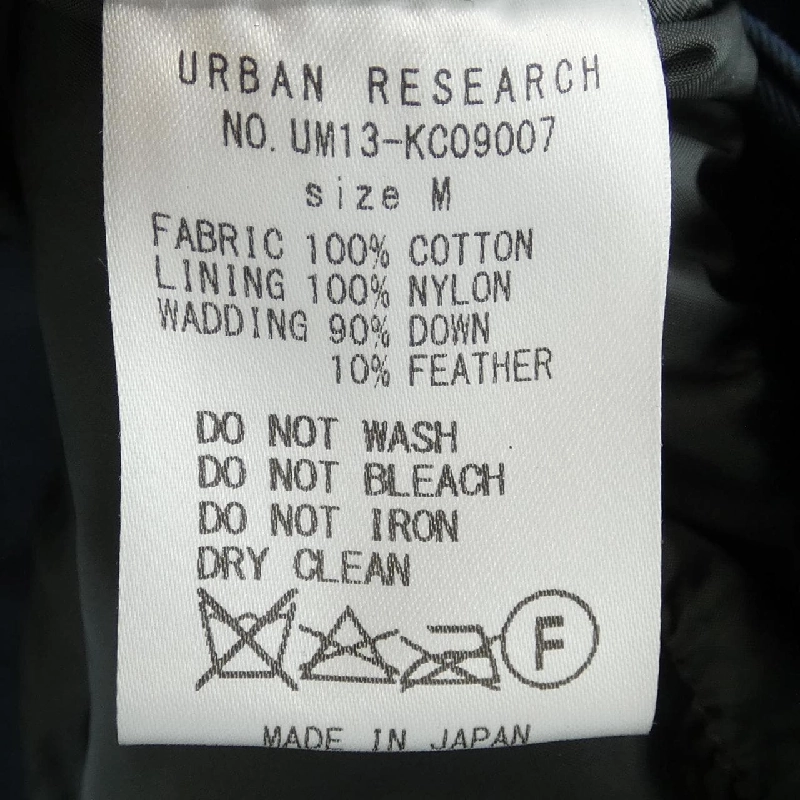 URBAN RESEARCH
NO. UM13-KC09007
size M
FABRIC 100% COTTON
LINING 100% NYLON
WADDING 90% DOWN
10% FEATHER
DO NOT WASH
DO NOT BLEACH
DO NOT IRON
DRY CLEAN
F
MADE IN JAPAN